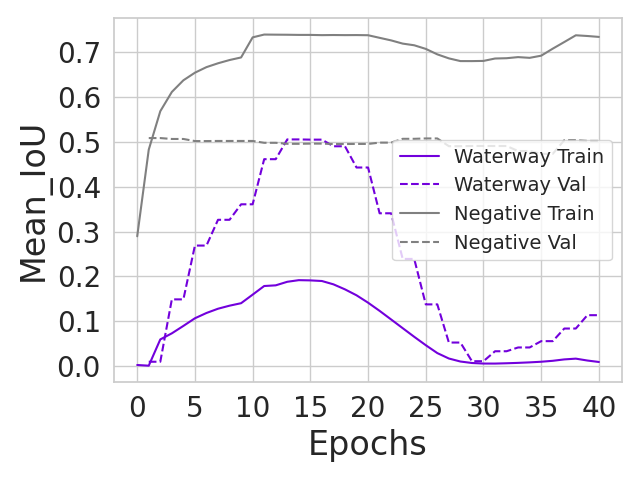 Mean_IoU
0.7
0.6
0.5
0.4
0.3
0.2
0.1
0.0
Waterway Train
Waterway Val
Negative Train
Negative Val
0 5 10 15 20 25 30 35 40
Epochs